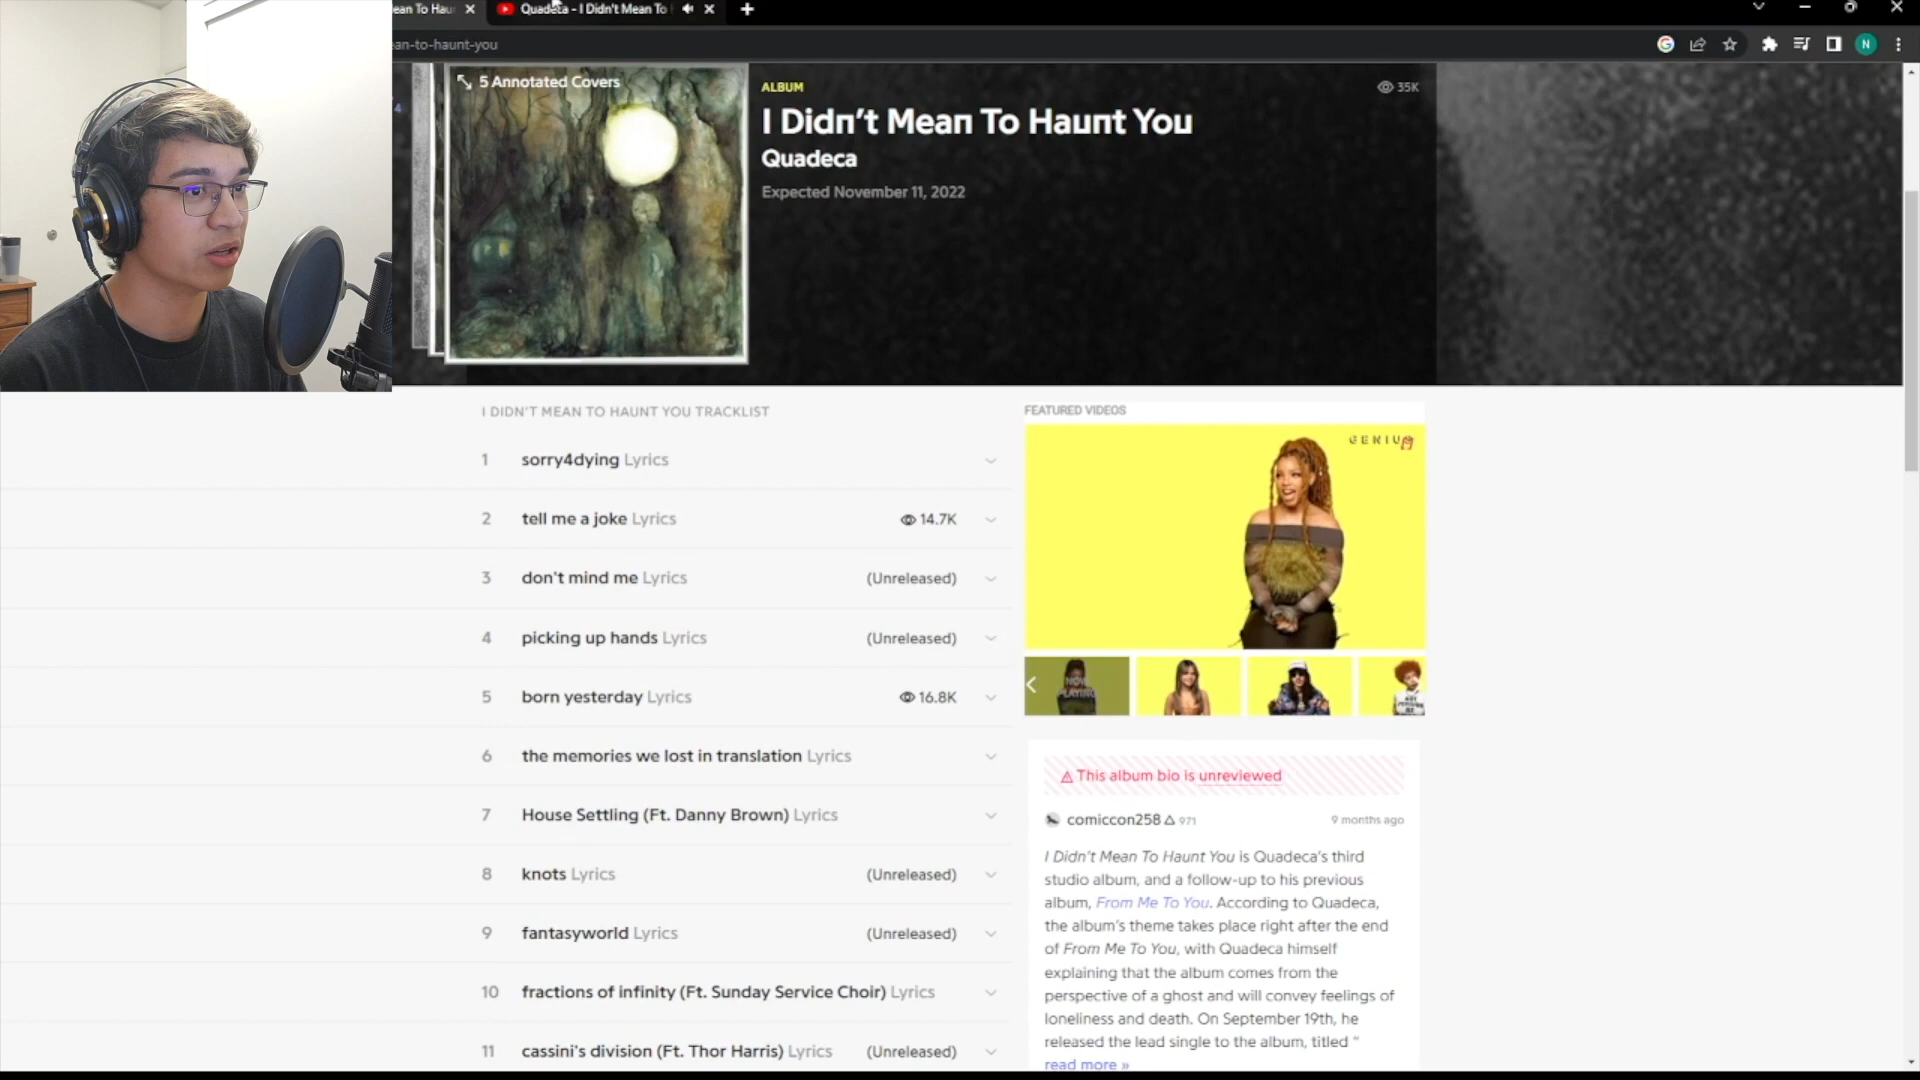 ean To Hau
Quadeca - I Didn't Mean To
ean-to-haunt-you
N
4
5 Annotated Covers
ALBUM
35K
I Didn't Mean To Haunt You
Quadeca
Expected November 11, 2022
I DIDN'T MEAN TO HAUNT YOU TRACKLIST
1 sorry4dying Lyrics
2 tell me a joke Lyrics 14.7K
3 don't mind me Lyrics (Unreleased)
4 picking up hands Lyrics (Unreleased)
5 born yesterday Lyrics 16.8K
6 the memories we lost in translation Lyrics
7 House Settling (Ft. Danny Brown) Lyrics
8 knots Lyrics (Unreleased)
9 fantasyworld Lyrics (Unreleased)
10 fractions of infinity (Ft. Sunday Service Choir) Lyrics
11 cassini's division (Ft. Thor Harris) Lyrics (Unreleased)
FEATURED VIDEOS
GENIUS
NOW
PLAYING
This album bio is unreviewed
comiccon258 971 9 months ago
I Didn't Mean To Haunt You is Quadeca's third
studio album, and a follow-up to his previous
album, From Me To You. According to Quadeca,
the album's theme takes place right after the end
of From Me To You, with Quadeca himself
explaining that the album comes from the
perspective of a ghost and will convey feelings of
loneliness and death. On September 19th, he
released the lead single to the album, titled "
read more »